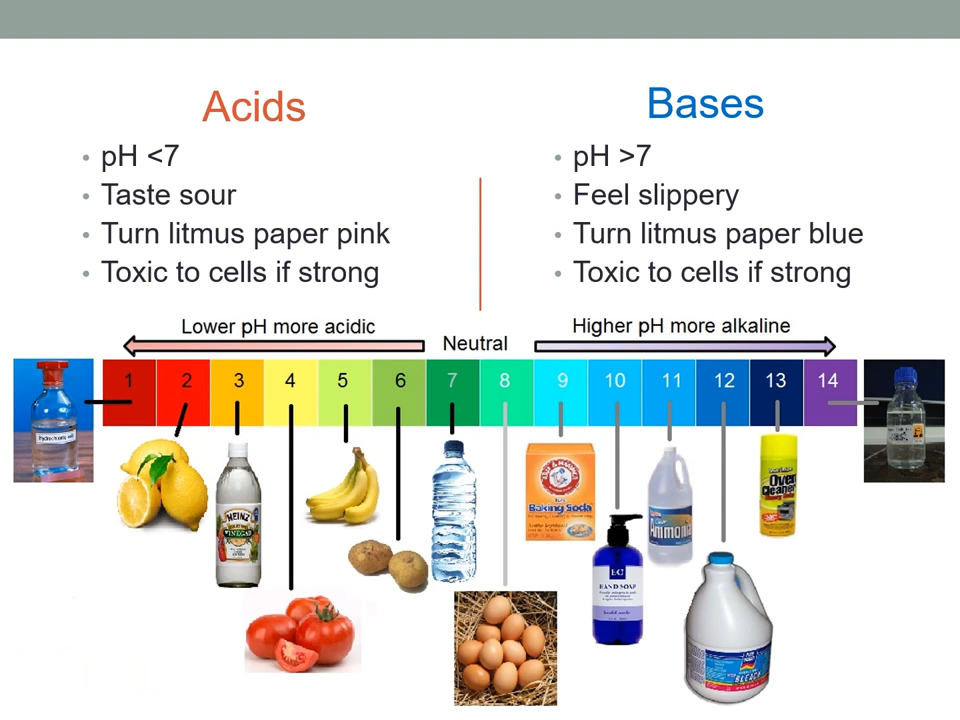 Acids
• pH <7
• Taste sour
• Turn litmus paper pink
• Toxic to cells if strong
Bases
• pH >7
• Feel slippery
• Turn litmus paper blue
• Toxic to cells if strong
Lower pH more acidic
Neutral
Higher pH more alkaline
1 2 3 4 5 6 7 8 9 10 11 12 13 14
HEINZ
VINEGAR
Baking Soda
EO
HAND SOAP
Ammonia
Oven
Cleaner
BLEACH